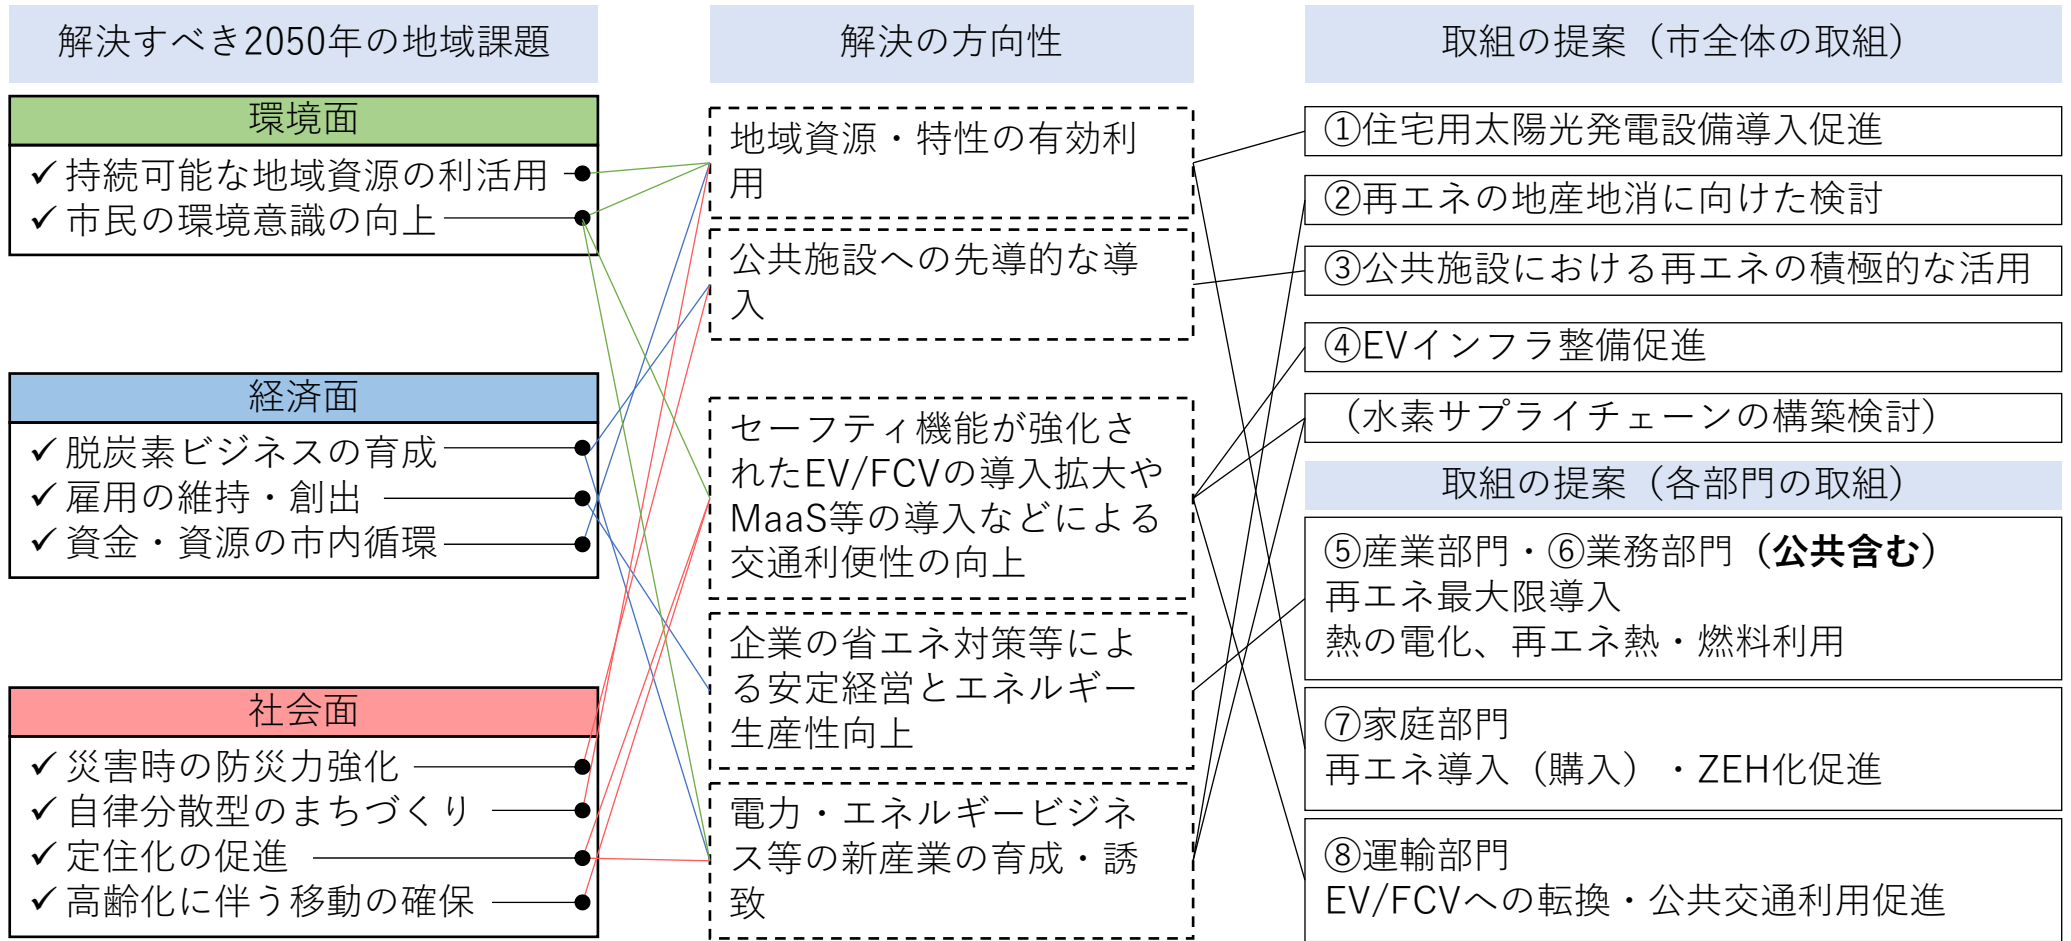 解決すべき2050年の地域課題
環境面
✓持続可能な地域資源の利活用
✓市民の環境意識の向上
経済面
✓脱炭素ビジネスの育成
✓雇用の維持・創出
✓資金・資源の市内循環
社会面
✓災害時の防災力強化
✓自律分散型のまちづくり
✓定住化の促進
✓高齢化に伴う移動の確保
解決の方向性
地域資源・特性の有効利
用
公共施設への先導的な導
入
セーフティ機能が強化さ
れたEV/FCVの導入拡大や
MaaS等の導入などによる
交通利便性の向上
企業の省エネ対策等によ
る安定経営とエネルギー
生産性向上
電力・エネルギービジネ
ス等の新産業の育成・誘
致
取組の提案（市全体の取組）
①住宅用太陽光発電設備導入促進
②再エネの地産地消に向けた検討
③公共施設における再エネの積極的な活用
④EVインフラ整備促進
（水素サプライチェーンの構築検討）
取組の提案（各部門の取組）
⑤産業部門・⑥業務部門（公共含む）
再エネ最大限導入
熱の電化、再エネ熱・燃料利用
⑦家庭部門
再エネ導入（購入）・ZEH化促進
⑧運輸部門
EV/FCVへの転換・公共交通利用促進